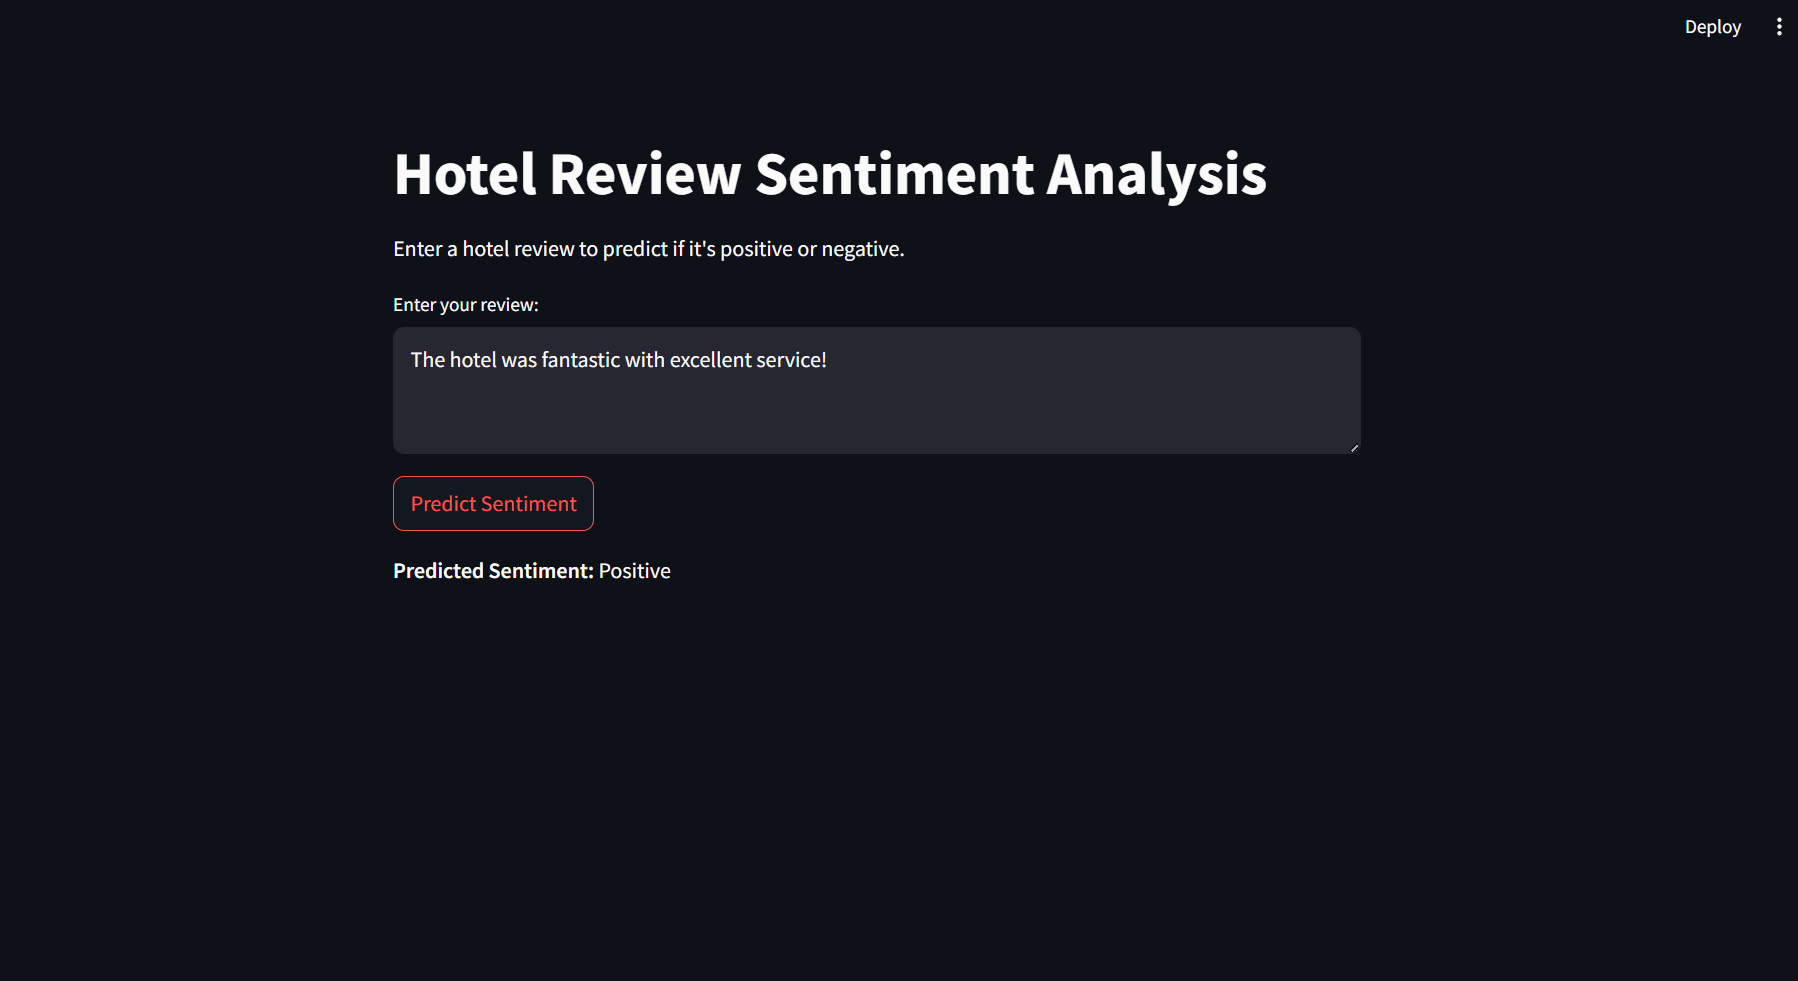 Deploy
Hotel Review Sentiment Analysis
Enter a hotel review to predict if it's positive or negative.
Enter your review:
The hotel was fantastic with excellent service!
Predict Sentiment
Predicted Sentiment: Positive